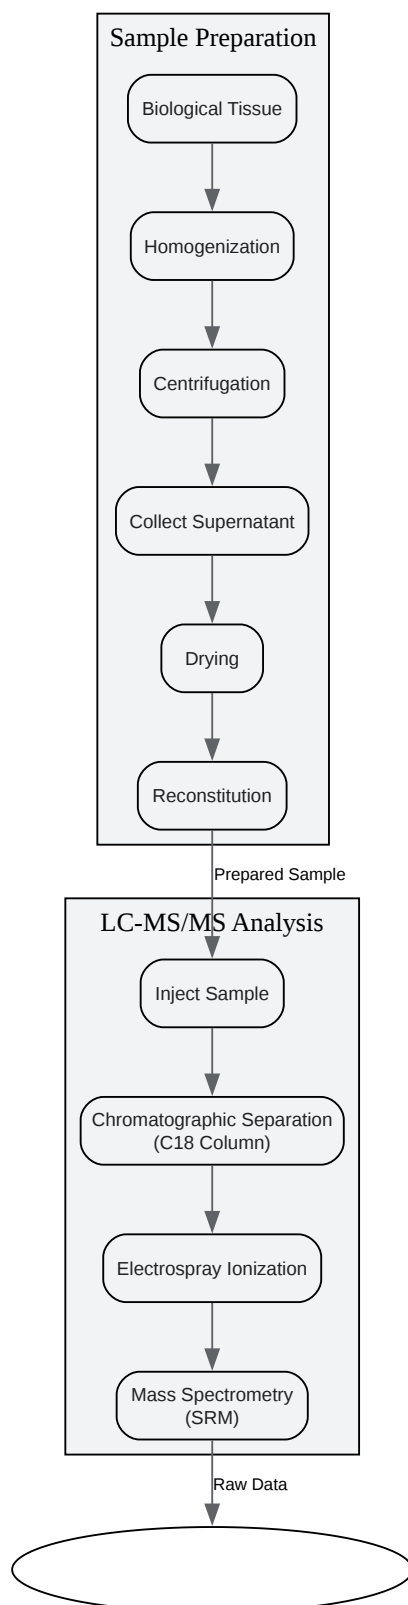 Sample Preparation
Biological Tissue
Homogenization
Centrifugation
Collect Supernatant
Drying
Reconstitution
Prepared Sample
LC-MS/MS Analysis
Inject Sample
Chromatographic Separation
(C18 Column)
Electrospray Ionization
Mass Spectrometry
(SRM)
Raw Data